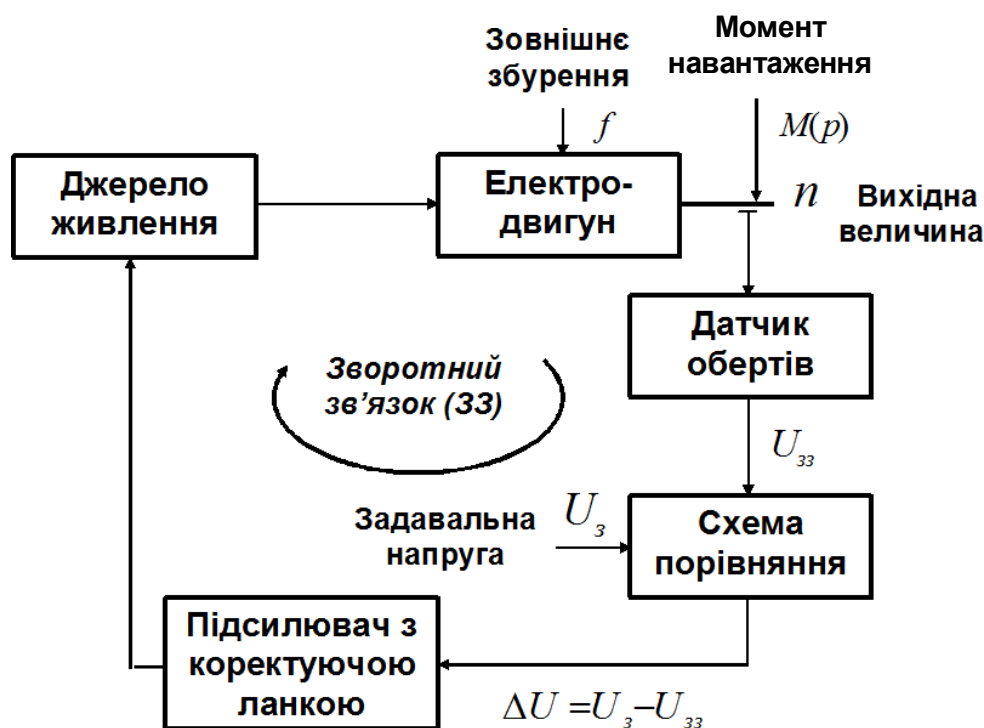 Зовнішнє
збурення
Момент
навантаження
f
M(p)
Джерело
живлення
Електро-
двигун
n
Вихідна
величина
Датчик
обертів
Зворотний
зв’язок (ЗЗ)
Uзз
Задавальна
напруга
Uз
Схема
порівняння
Підсилювач з
коректуючою
ланкою
ΔU=Uз–Uзз